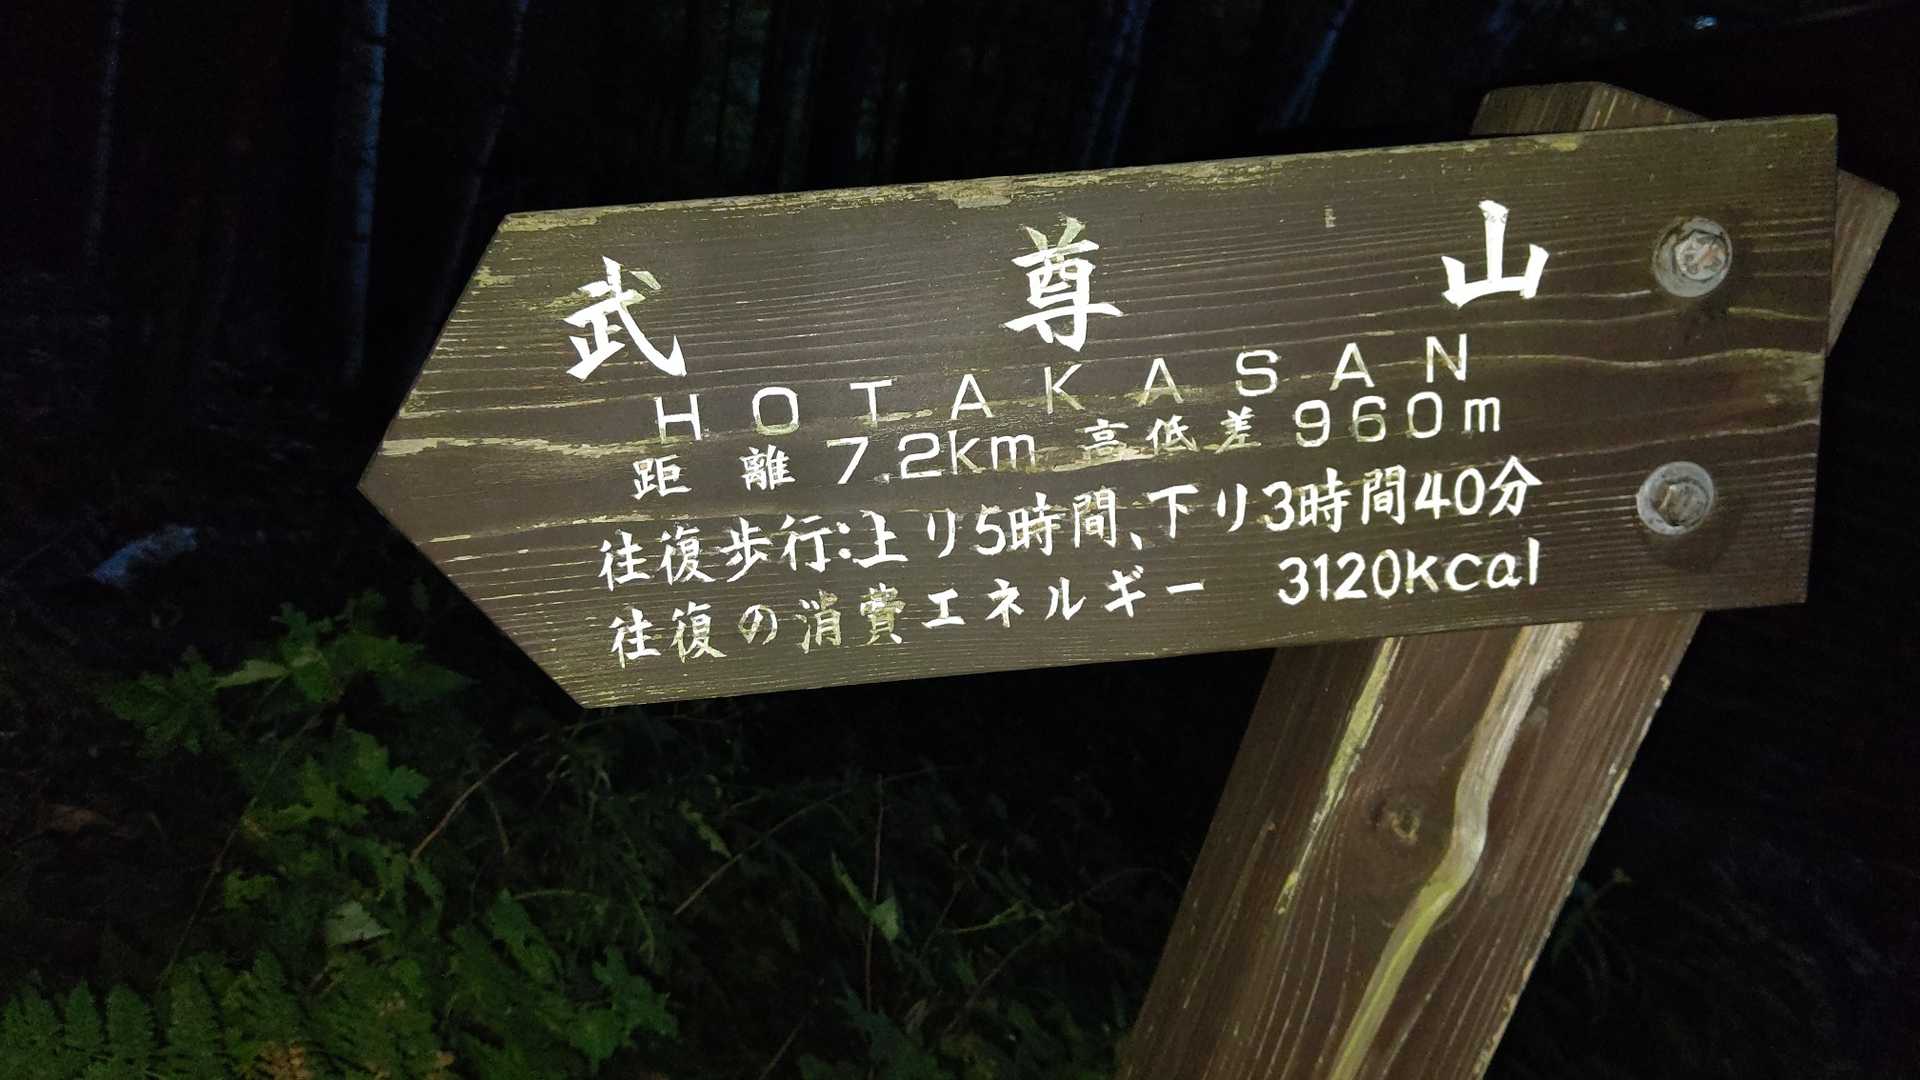 武尊山
HOTAKASAN
距離 7.2km 高低差 960m
往復歩行:上り5時間、下り3時間40分
往復の消費エネルギー 3120kcal